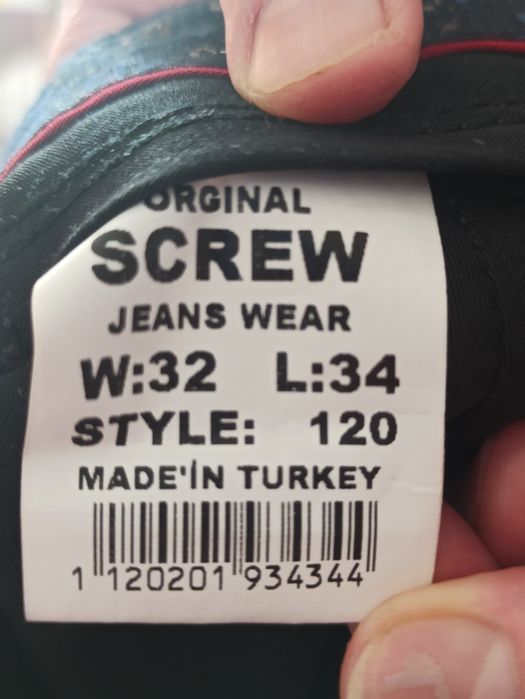 ORGINAL
SCREW
JEANS WEAR
W:32 L:34
STYLE: 120
MADE'İN TURKEY
1 120201 934344